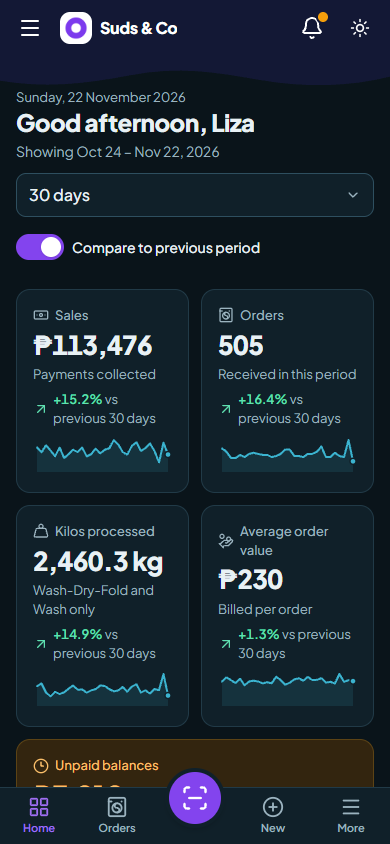 Suds & Co
Sunday, 22 November 2026
Good afternoon, Liza
Showing Oct 24 – Nov 22, 2026
30 days
Compare to previous period
Sales
₱113,476
Payments collected
+15.2% vs
previous 30 days
Orders
505
Received in this period
+16.4% vs
previous 30 days
Kilos processed
2,460.3 kg
Wash-Dry-Fold and
Wash only
+14.9% vs
previous 30 days
Average order
value
₱230
Billed per order
+1.3% vs previous
30 days
Unpaid balances
Home
Orders
New
More